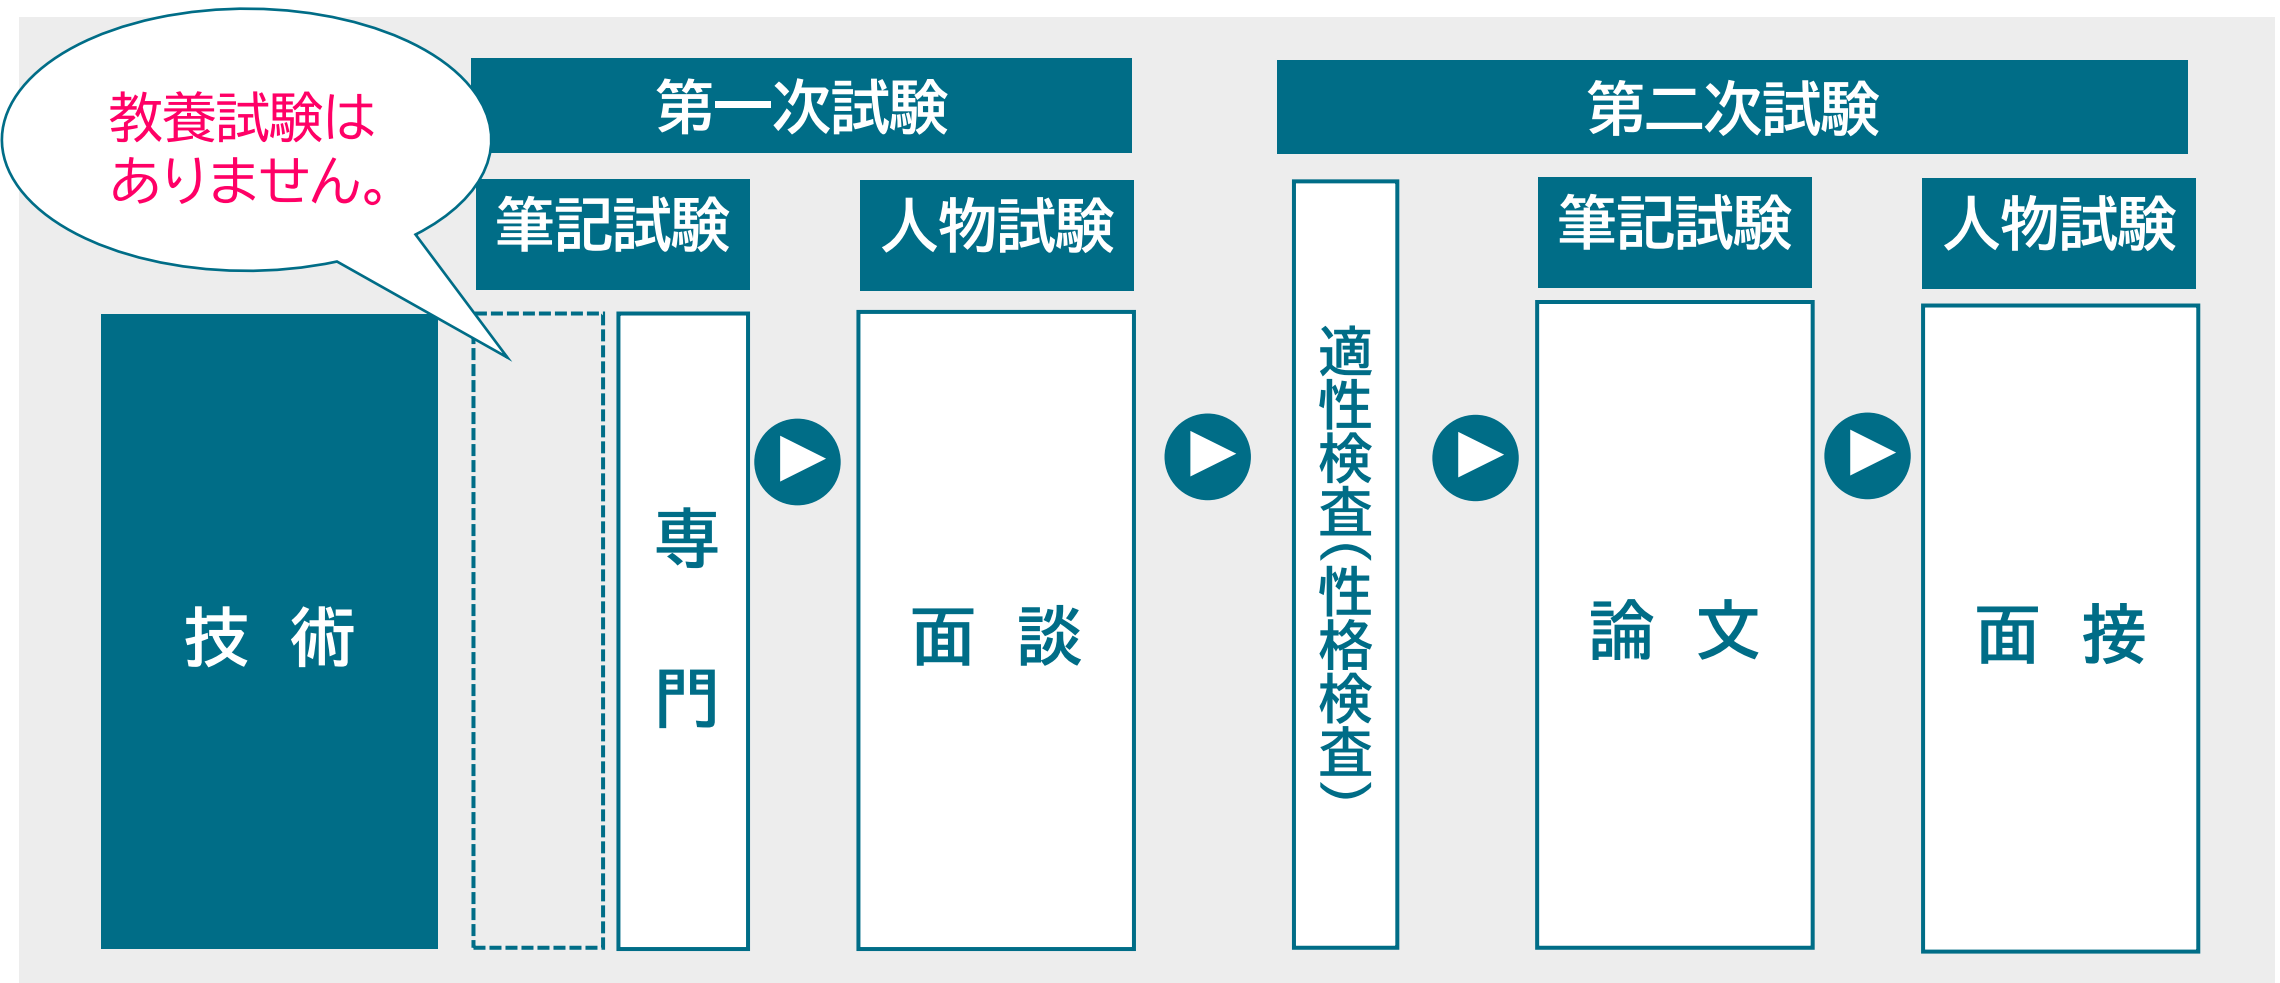 教養試験は
ありません。
第一次試験
第二次試験
筆記試験
人物試験
筆記試験
人物試験
技術
専門
面談
適性検査(性格検査)
論文
面接